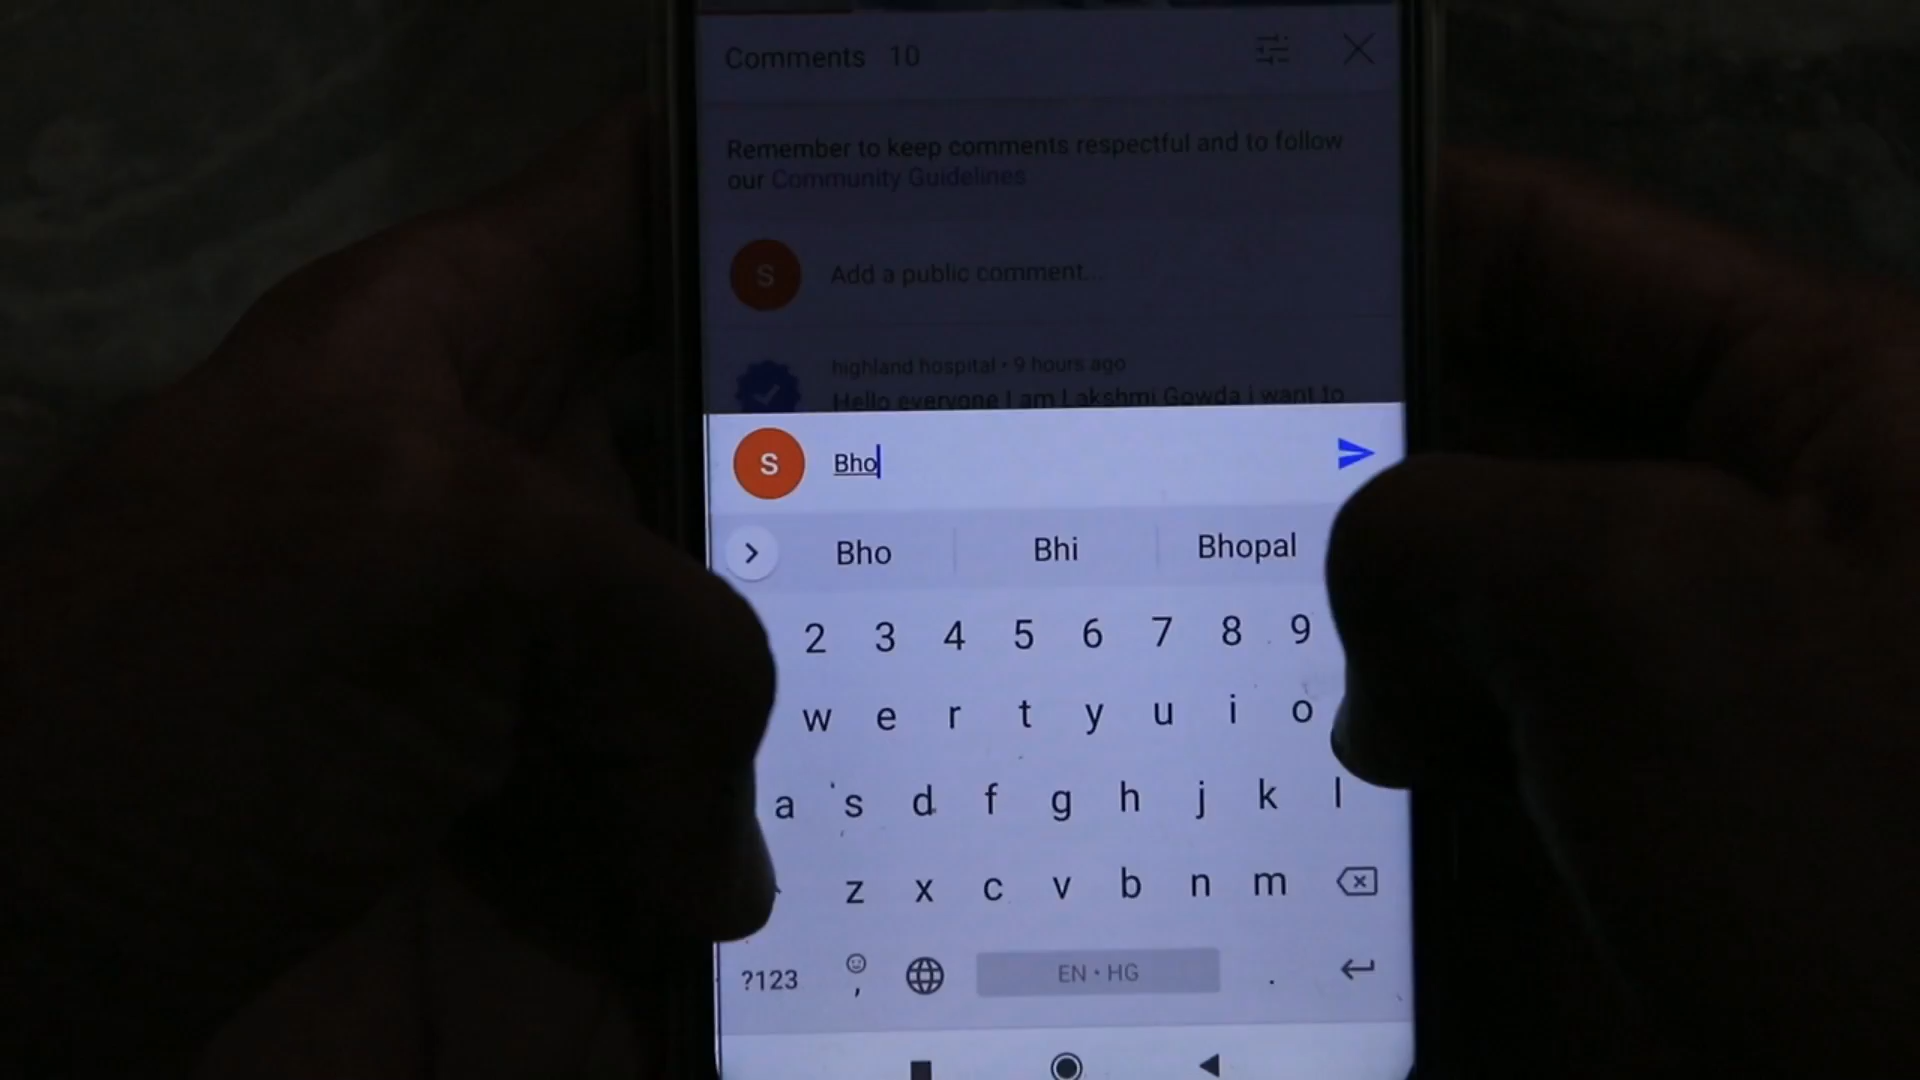 Comments 10
Remember to keep comments respectful and to follow
our Community Guidelines
S Add a public comment...
highland hospital • 9 hours ago
Hello everyone I am Lakshmi Gowda i want to
S Bho
Bho Bhi Bhopal
2 3 4 5 6 7 8 9
w e r t y u i o
a s d f g h j k l
z x c v b n m
?123 , EN • HG .